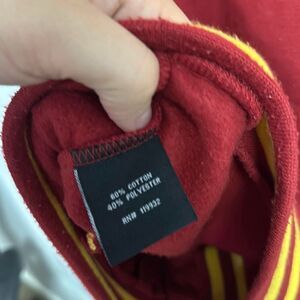 60% COTTON
40% POLYESTER
RN# 119932